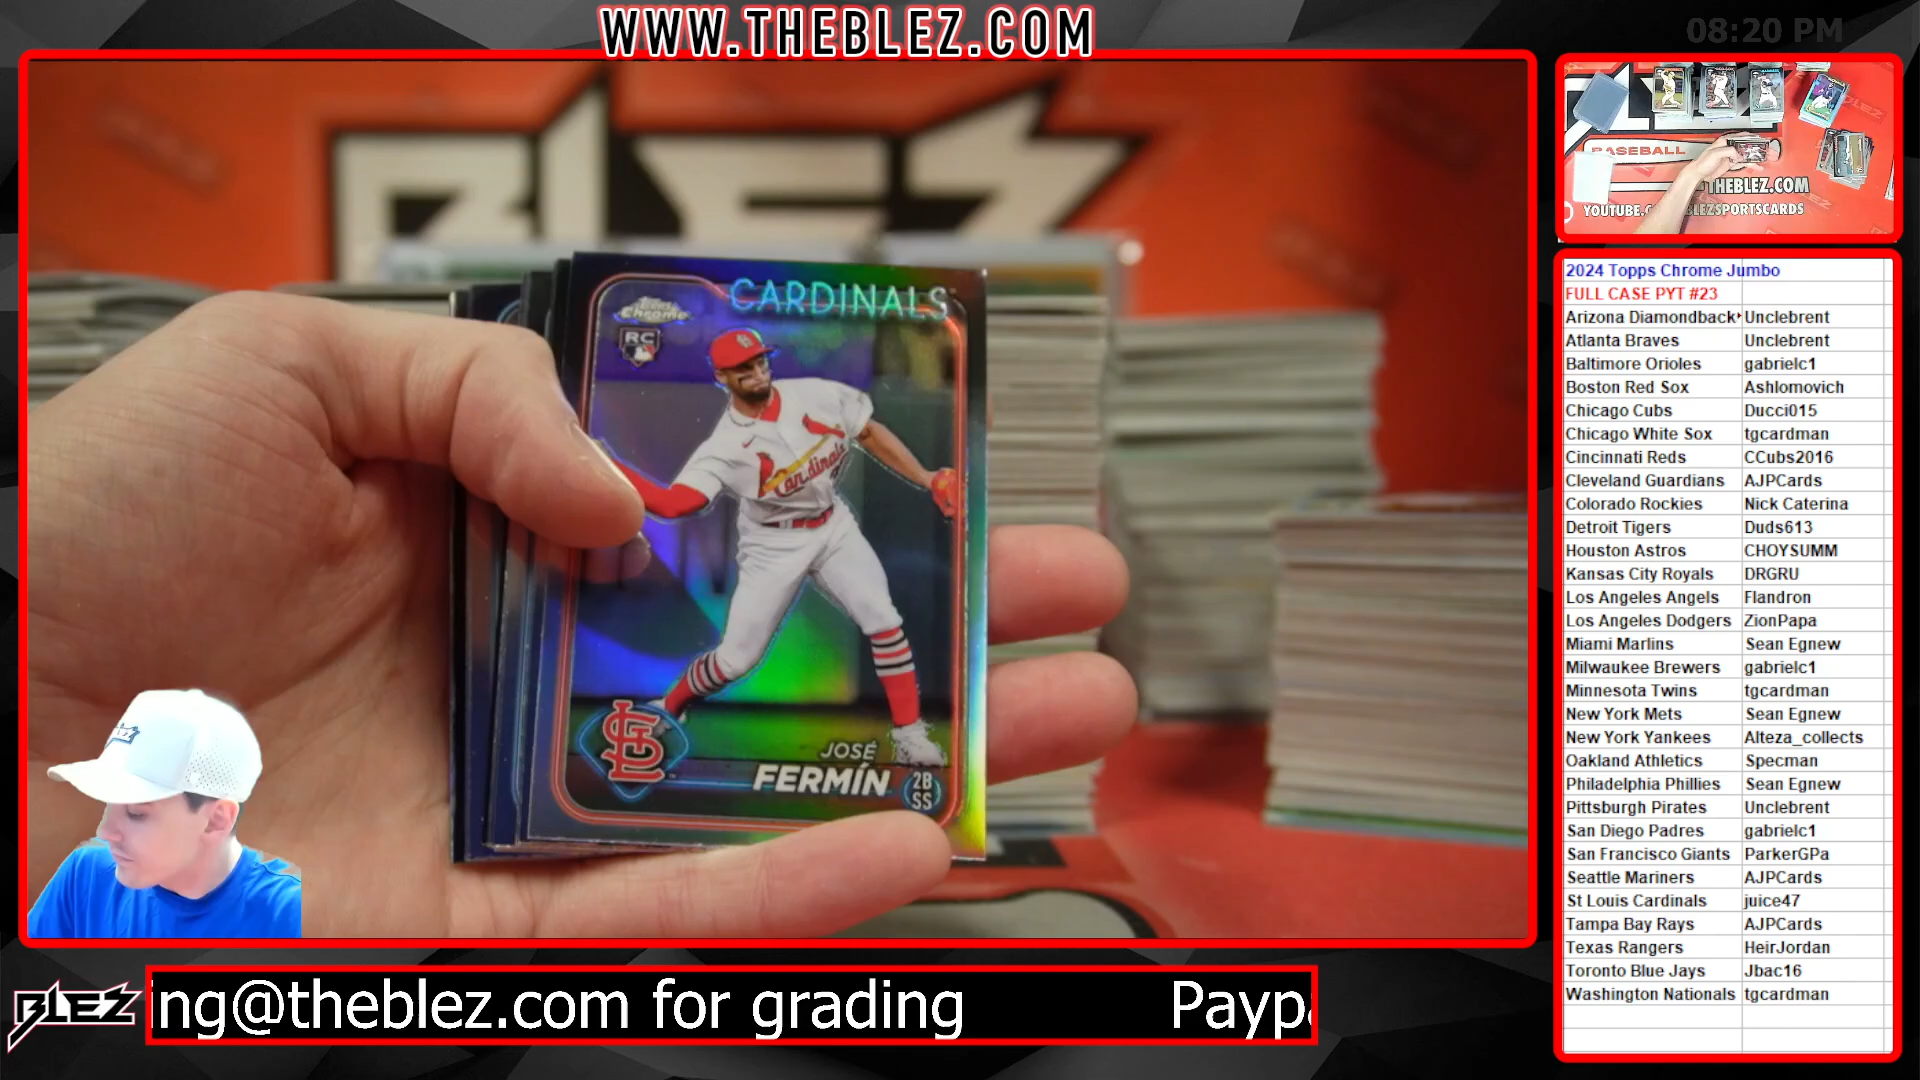 WWW.THEBLEZ.COM
08:20 PM
BLEZ
CARDINALS
Topps
Chrome
RC
Cardinals
JOSÉ
FERMÍN
2B
SS
BASEBALL
THEBLEZ.COM
YOUTUBE.C
BLEZSPORTSCARDS
2024 Topps Chrome Jumbo
FULL CASE PYT #23
Arizona Diamondback Unclebrent
Atlanta Braves Unclebrent
Baltimore Orioles gabrielc1
Boston Red Sox Ashlomovich
Chicago Cubs Ducci015
Chicago White Sox tgcardman
Cincinnati Reds CCubs2016
Cleveland Guardians AJPCards
Colorado Rockies Nick Caterina
Detroit Tigers Duds613
Houston Astros CHOYSUMM
Kansas City Royals DRGRU
Los Angeles Angels Flandron
Los Angeles Dodgers ZionPapa
Miami Marlins Sean Egnew
Milwaukee Brewers gabrielc1
Minnesota Twins tgcardman
New York Mets Sean Egnew
New York Yankees Alteza_collects
Oakland Athletics Specman
Philadelphia Phillies Sean Egnew
Pittsburgh Pirates Unclebrent
San Diego Padres gabrielc1
San Francisco Giants ParkerGPa
Seattle Mariners AJPCards
St Louis Cardinals juice47
Tampa Bay Rays AJPCards
Texas Rangers HeirJordan
Toronto Blue Jays Jbac16
Washington Nationals tgcardman
BLEZ
ing@theblez.com for grading Paypa